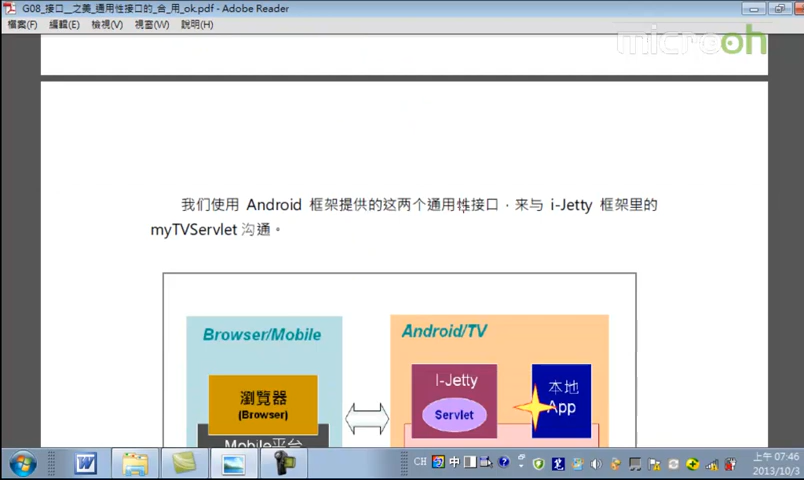 G08_接口__之美_通用性接口的_合_用_ok.pdf - Adobe Reader
檔案(F) 編輯(E) 檢視(V) 視窗(W) 說明(H)
microoh
我们使用 Android 框架提供的这两个通用性接口，来与 i-Jetty 框架里的
myTVServlet 沟通。
Browser/Mobile
Android/TV
瀏覽器
(Browser)
Mobile平台
I-Jetty
Servlet
本地
App
CH 中
上午 07:46
2013/10/3